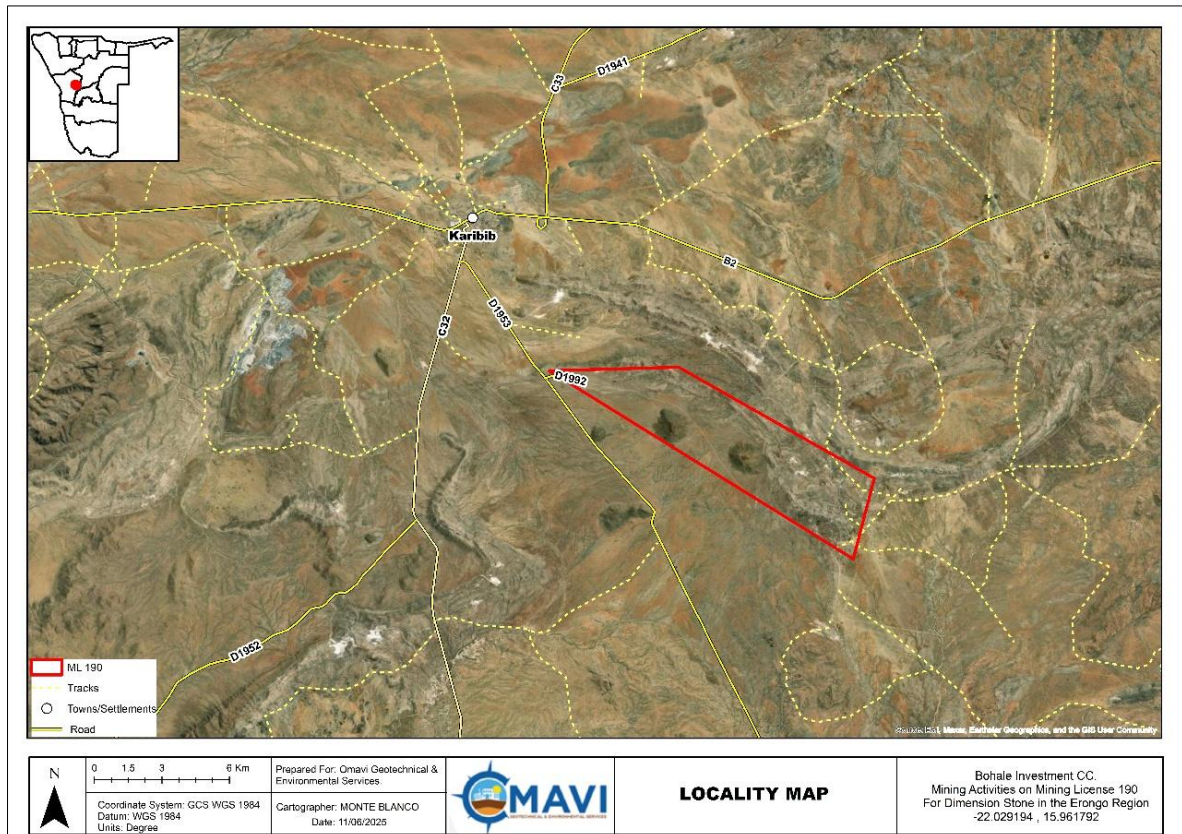 C33
D1941
Karibib
B2
C32
D1953
D1992
D1952
ML 190
Tracks
Towns/Settlements
Road
Maxar, Earthstar Geographics, and the GIS User Community
N
0 1.5 3 6 Km
Coordinate System: GCS WGS 1984
Datum: WGS 1984
Units: Degree
Prepared For: Omavi Geotechnical &
Environmental Services.
Cartographer: MONTE BLANCO
Date: 11/06/2025
OMAVI
GEOTECHNICAL & ENVIRONMENTAL SERVICES
LOCALITY MAP
Bohale Investment CC.
Mining Activities on Mining License 190
For Dimension Stone in the Erongo Region
-22.029194 , 15.961792